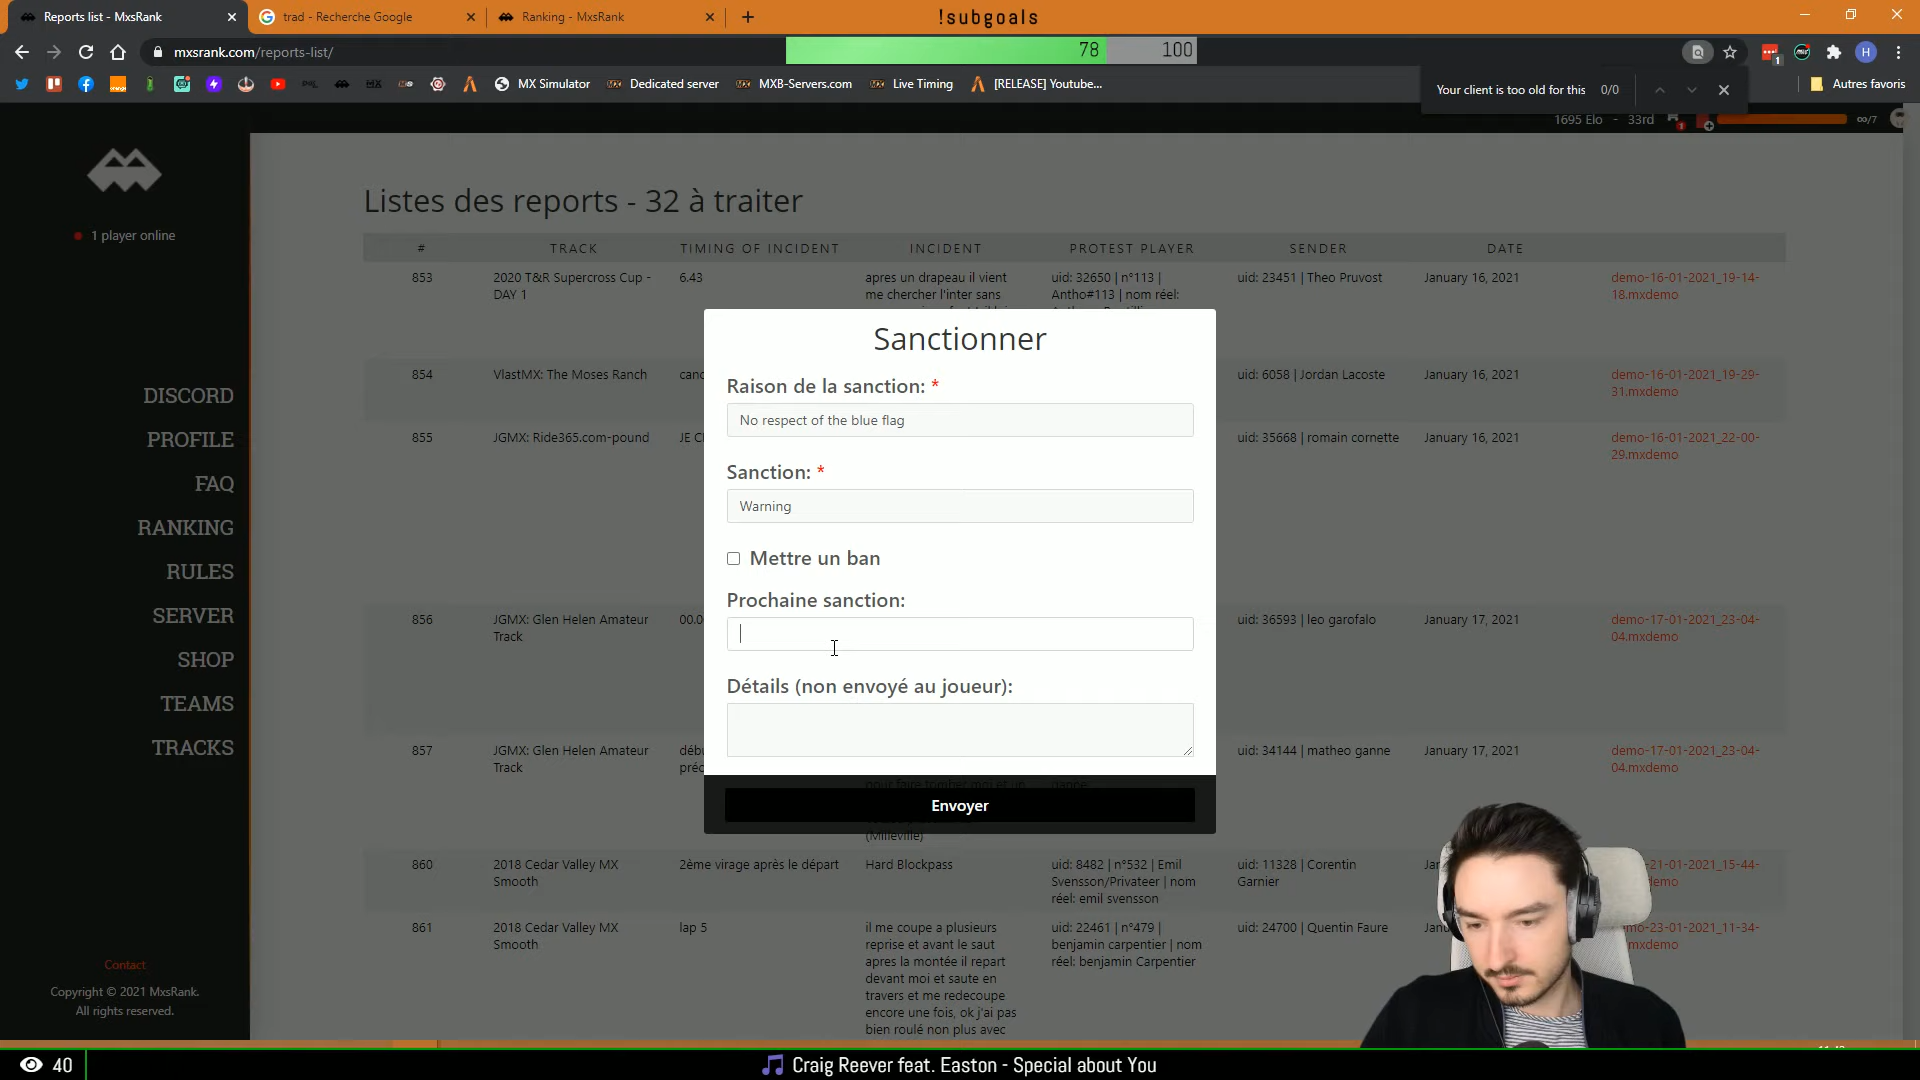 Reports list - MxsRank
trad - Recherche Google
Ranking - MxsRank
!subgoals
mxsrank.com/reports-list/
78
100
MX Simulator
Dedicated server
MXB-Servers.com
Live Timing
[RELEASE] Youtube...
Autres favoris
Your client is too old for this 0/0
1695 Elo - 33rd
∞/7
1 player online
DISCORD
PROFILE
FAQ
RANKING
RULES
SERVER
SHOP
TEAMS
TRACKS
Contact
Copyright © 2021 MxsRank.
All rights reserved.
Listes des reports - 32 à traiter
# TRACK TIMING OF INCIDENT INCIDENT PROTEST PLAYER SENDER DATE
853
2020 T&R Supercross Cup -
DAY 1
6.43
apres un drapeau il vient
me chercher l'inter sans
uid: 32650 | n°113 |
Antho#113 | nom réel:
uid: 23451 | Theo Pruvost
January 16, 2021
demo-16-01-2021_19-14-
18.mxdemo
854
VlastMX: The Moses Ranch
uid: 6058 | Jordan Lacoste
January 16, 2021
demo-16-01-2021_19-29-
31.mxdemo
855
JGMX: Ride365.com-pound
uid: 35668 | romain cornette
January 16, 2021
demo-16-01-2021_22-00-
29.mxdemo
856
JGMX: Glen Helen Amateur
Track
uid: 36593 | leo garofalo
January 17, 2021
demo-17-01-2021_23-04-
04.mxdemo
857
JGMX: Glen Helen Amateur
Track
uid: 34144 | matheo ganne
January 17, 2021
demo-17-01-2021_23-04-
04.mxdemo
(Milleville)
860
2018 Cedar Valley MX
Smooth
2ème virage après le départ
Hard Blockpass
uid: 8482 | n°532 | Emil
Svensson/Privateer | nom
réel: emil svensson
uid: 11328 | Corentin
Garnier
-21-01-2021_15-44-
861
2018 Cedar Valley MX
Smooth
lap 5
il me coupe a plusieurs
reprise et avant le saut
apres la montée il repart
devant moi et saute en
travers et me redecoupe
encore une fois, ok j'ai pas
bien roulé non plus avec
uid: 22461 | n°479 |
benjamin carpentier | nom
réel: benjamin Carpentier
uid: 24700 | Quentin Faure
-23-01-2021_11-34-
Sanctionner
Raison de la sanction: *
No respect of the blue flag
Sanction: *
Warning
Mettre un ban
Prochaine sanction:
Détails (non envoyé au joueur):
Envoyer
40
Craig Reever feat. Easton - Special about You